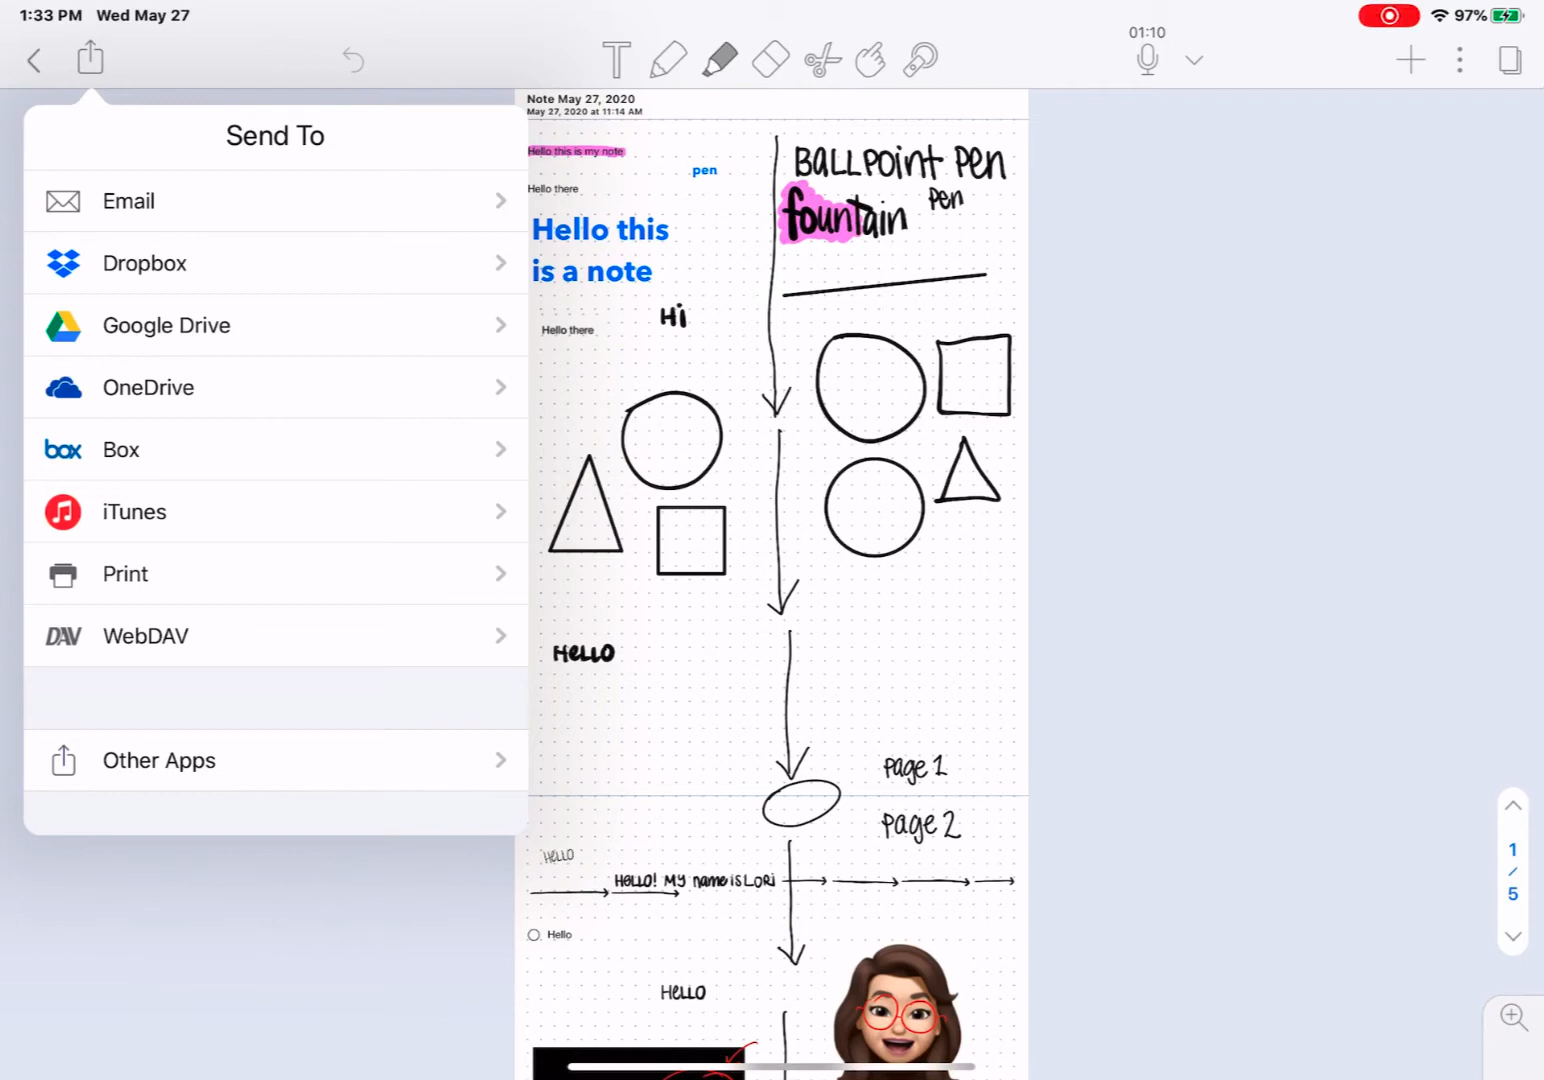 1:33 PM Wed May 27
97%
01:10
Send To
Email
Dropbox
Google Drive
OneDrive
box Box
iTunes
Print
DAV WebDAV
Other Apps
Note May 27, 2020
May 27, 2020 at 11:14 AM
Hello this is my note
pen
Hello there
Hello this
is a note
Hi
Hello there
HELLO
BALLPOINT PEN
fountain pen
Page 1
Page 2
HELLO
HELLO! MY name is LORI
Hello
HELLO
1
/
5